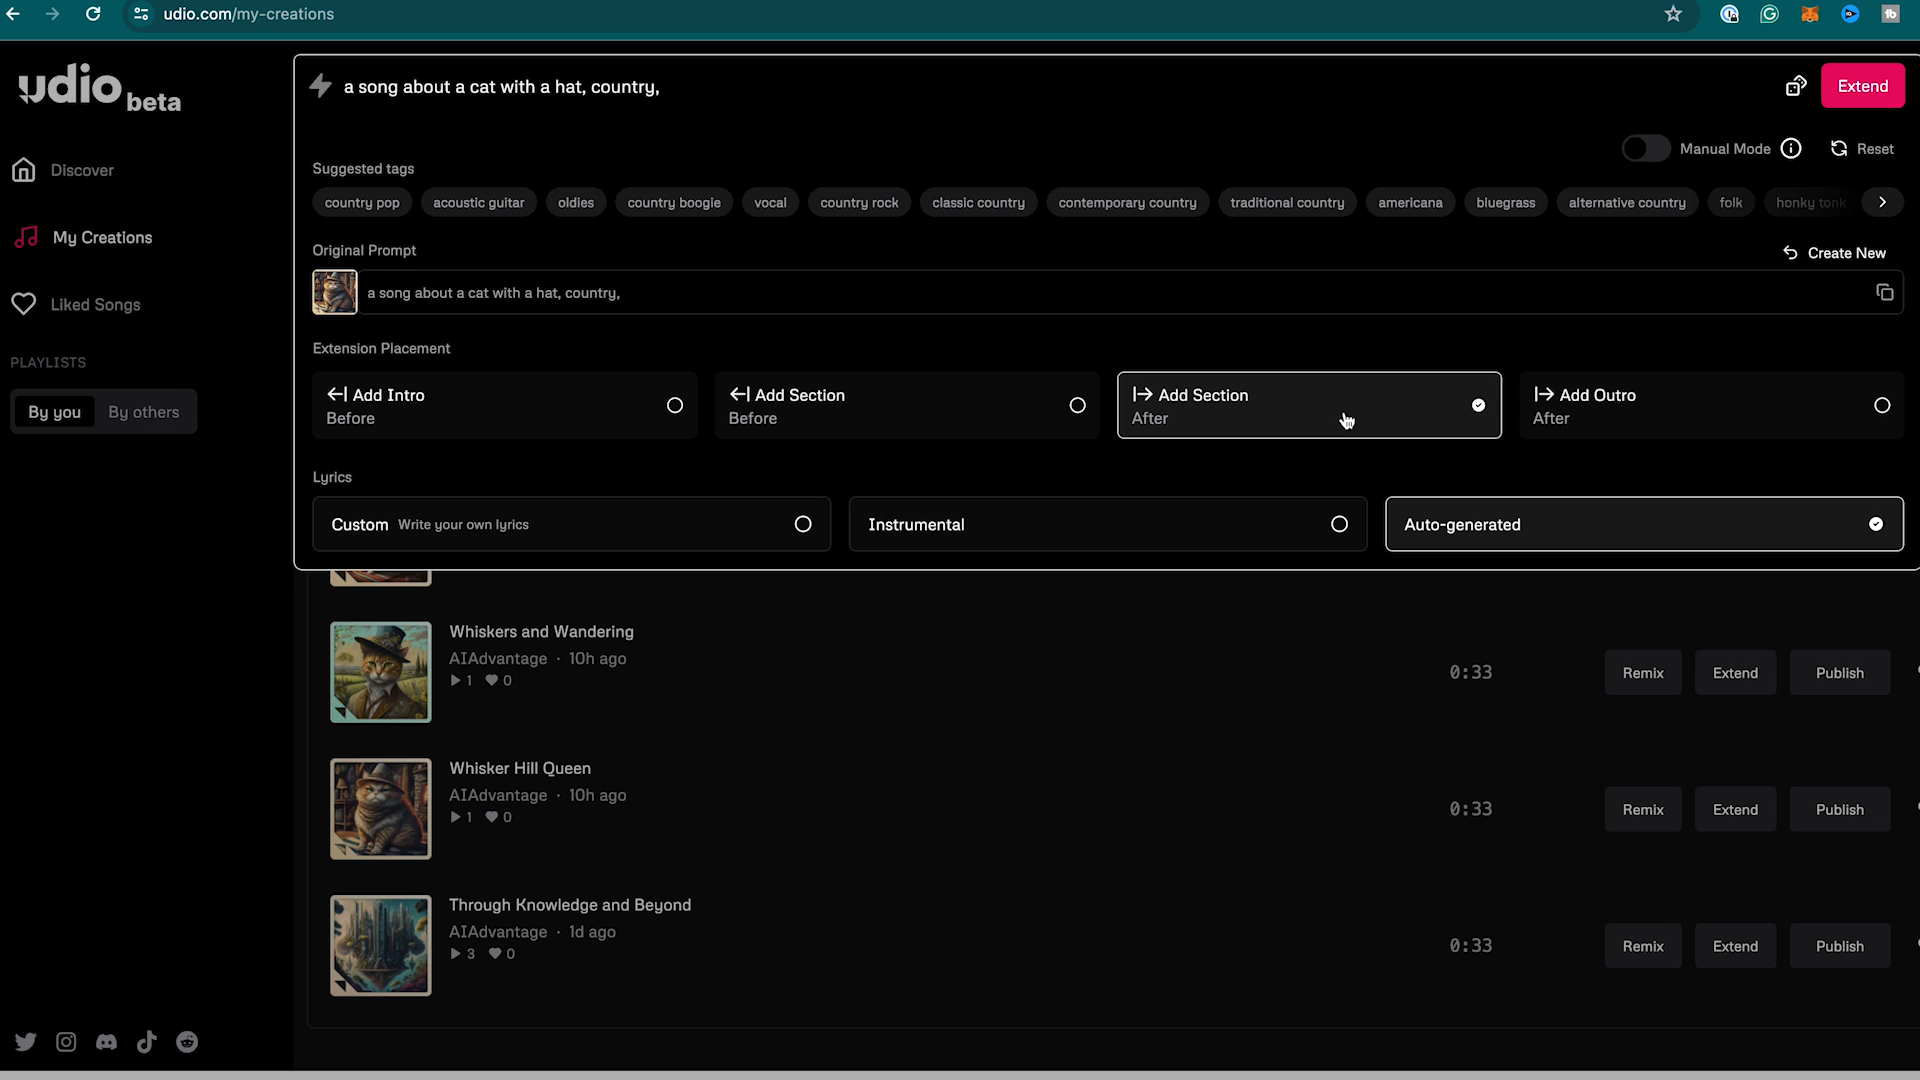 udio.com/my-creations
udio beta
a song about a cat with a hat, country,
Extend
Discover
My Creations
Liked Songs
PLAYLISTS
By you
By others
Manual Mode
Reset
Suggested tags
country pop
acoustic guitar
oldies
country boogie
vocal
country rock
classic country
contemporary country
traditional country
americana
bluegrass
alternative country
folk
honky tonk
Original Prompt
Create New
a song about a cat with a hat, country,
Extension Placement
Add Intro
Before
Add Section
Before
Add Section
After
Add Outro
After
Lyrics
Custom Write your own lyrics
Instrumental
Auto-generated
Whiskers and Wandering
AIAdvantage · 10h ago
1 0
0:33
Remix
Extend
Publish
Whisker Hill Queen
AIAdvantage · 10h ago
1 0
0:33
Remix
Extend
Publish
Through Knowledge and Beyond
AIAdvantage · 1d ago
3 0
0:33
Remix
Extend
Publish